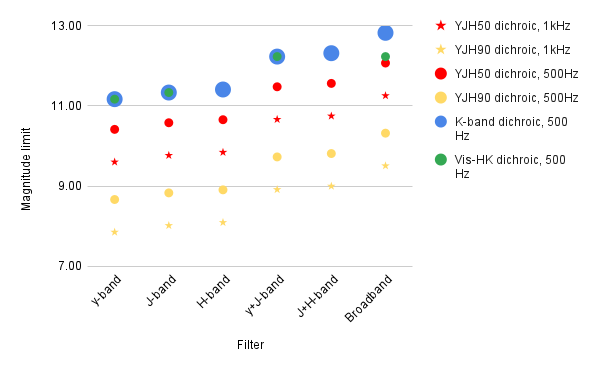 13.00
11.00
9.00
7.00
Magnitude limit
y-band
J-band
H-band
y+J-band
J+H-band
Broadband
Filter
YJH50 dichroic, 1kHz
YJH90 dichroic, 1kHz
YJH50 dichroic, 500Hz
YJH90 dichroic, 500Hz
K-band dichroic, 500
Hz
Vis-HK dichroic, 500
Hz